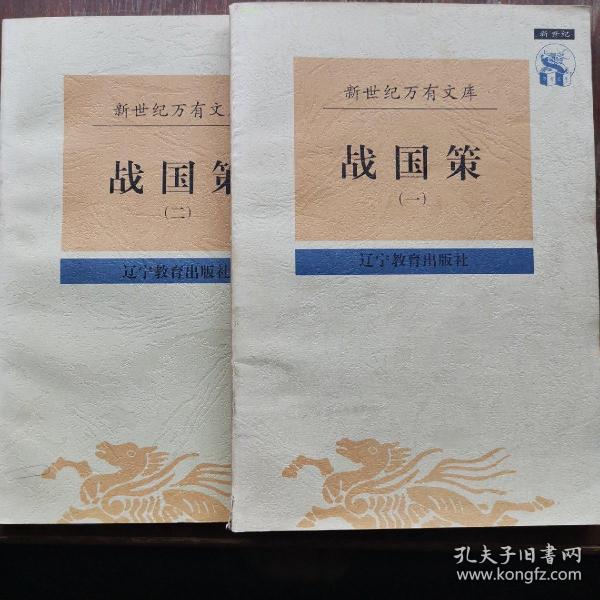 新世纪万有文
战国策
(二)
辽宁教育出版社
新世纪
新世纪万有文库
战国策
(一)
辽宁教育出版社
孔夫子旧书网
www.kongfz.com